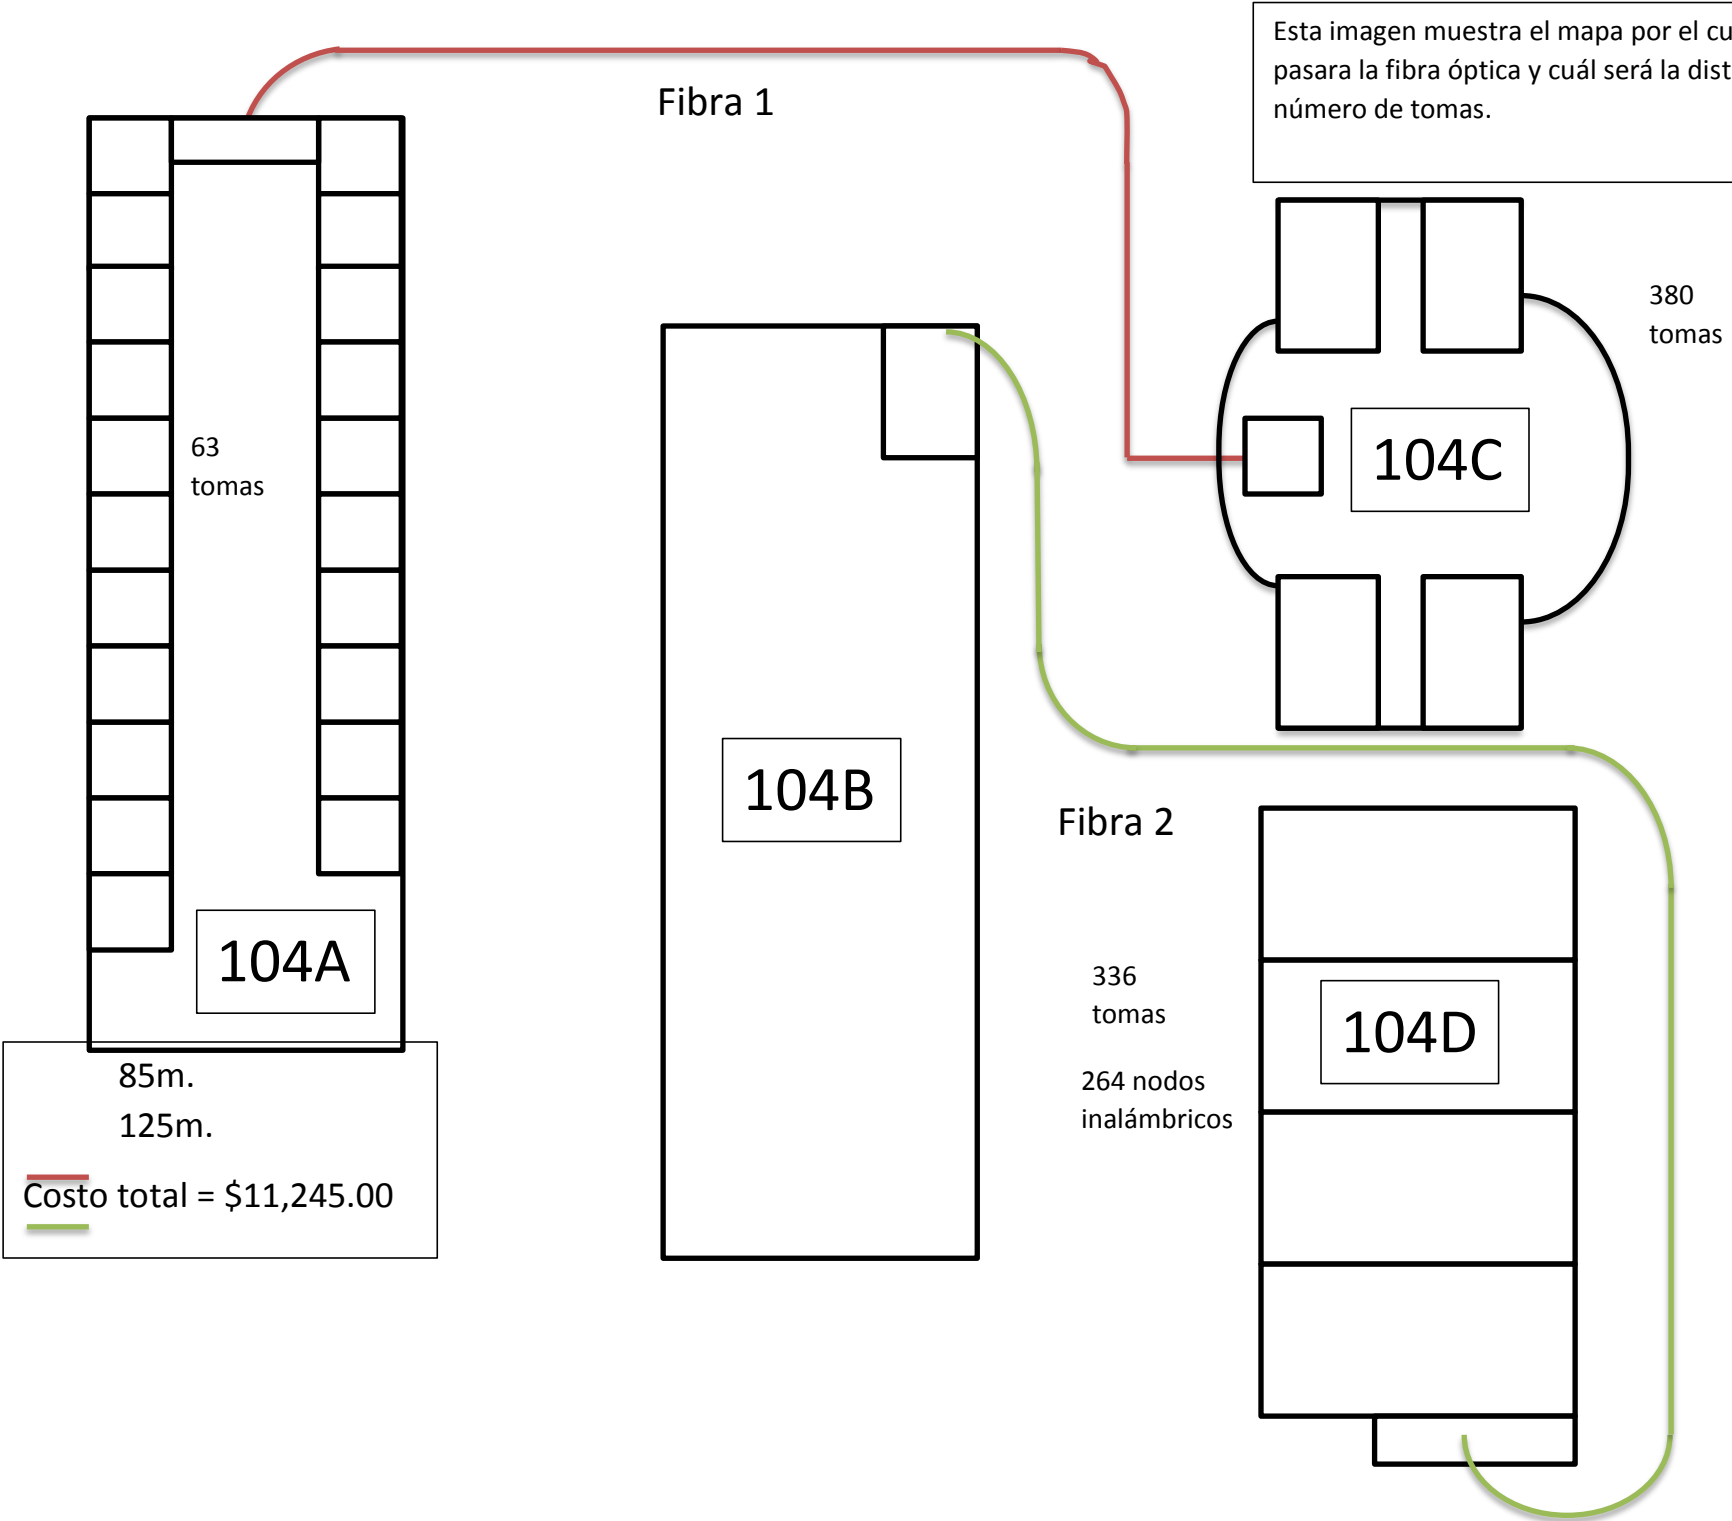 Esta imagen muestra el mapa por el cu
pasara la fibra óptica y cuál será la dist
número de tomas.
Fibra 1
380
tomas
63
tomas
104C
104B
Fibra 2
104A
336
tomas
104D
264 nodos
inalámbricos
85m.
125m.
Costo total = $11,245.00